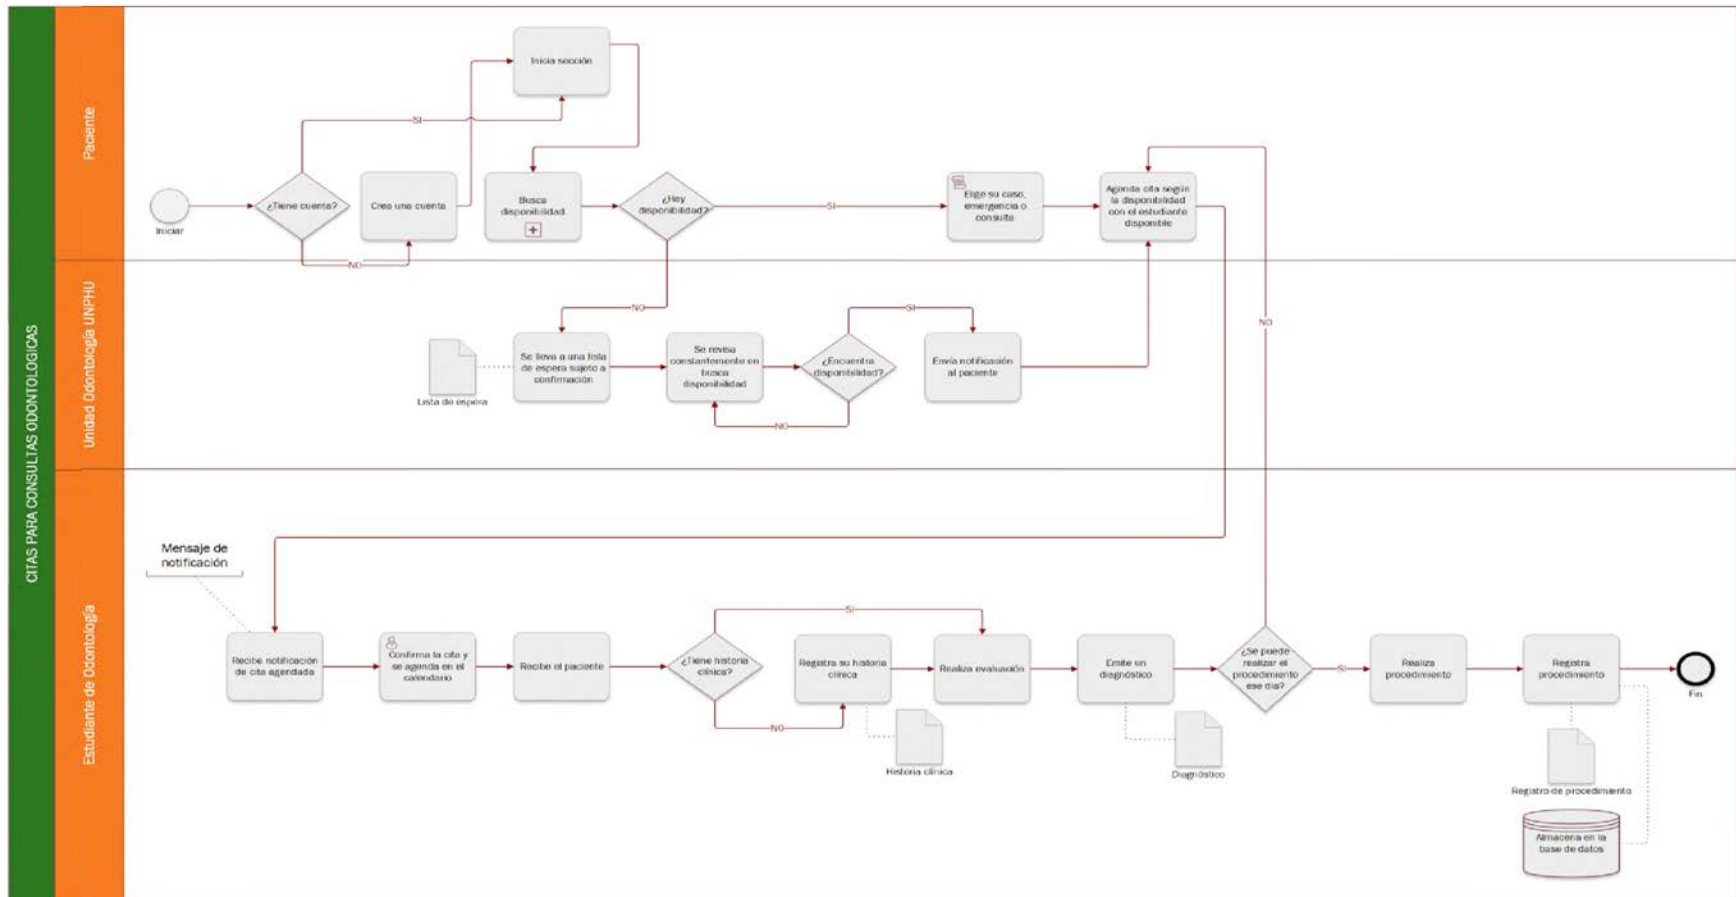 CITAS PARA CONSULTAS ODONTOLOGICAS
Paciente
Iniciar
¿Tiene cuenta?
SI
NO
Crea una cuenta
Inicia sección
Busca
disponibilidad
¿Hay
disponibilidad?
SI
NO
Elige su caso,
emergencia o
consulta
Agenda cita según
la disponibilidad
con el estudiante
disponible
Unidad Odontología UNPHU
Lista de espera
Se lleva a una lista
de espera sujeto a
confirmación
Se revisa
constantemente en
busca
disponibilidad
¿Encuentra
disponibilidad?
SI
NO
Envía notificación
al paciente
NO
Estudiante de Odontología
Mensaje de
notificación
Recibe notificación
de cita agendada
Confirma la cita y
se agenda en el
calendario
Recibe el paciente
¿Tiene historia
clínica?
SI
NO
Registra su historia
clínica
Historia clínica
Realiza evaluación
Emite un
diagnóstico
Diagnóstico
¿Se puede
realizar el
procedimiento
ese día?
SI
Realiza
procedimiento
Registra
procedimiento
Fin
Registro de procedimiento
Almacena en la
base de datos